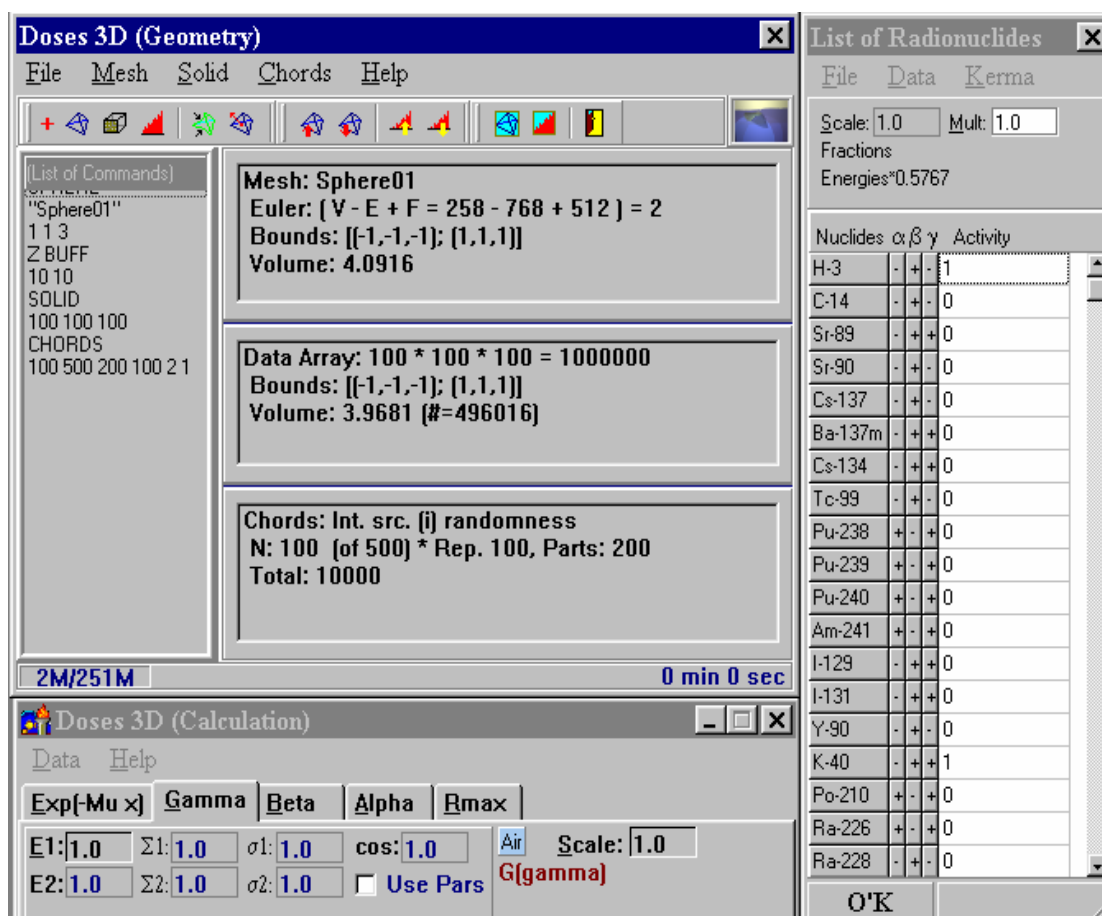 Doses 3D (Geometry)
File Mesh Solid Chords Help
(List of Commands)
SPHERE
"Sphere01"
1 1 3
Z BUFF
10 10
SOLID
100 100 100
CHORDS
100 500 200 100 2 1
Mesh: Sphere01
Euler: ( V - E + F = 258 - 768 + 512 ) = 2
Bounds: [(-1,-1,-1); (1,1,1)]
Volume: 4.0916
Data Array: 100 * 100 * 100 = 1000000
Bounds: [(-1,-1,-1); (1,1,1)]
Volume: 3.9681 (#=496016)
Chords: Int. src. (i) randomness
N: 100 (of 500) * Rep. 100, Parts: 200
Total: 10000
2M/251M
0 min 0 sec
Doses 3D (Calculation)
Data Help
Exp(-Mu x) Gamma Beta Alpha Rmax
E1: 1.0 Σ1: 1.0 σ1: 1.0 cos: 1.0 Air Scale: 1.0
E2: 1.0 Σ2: 1.0 σ2: 1.0 Use Pars G(gamma)
List of Radionuclides
File Data Kerma
Scale: 1.0 Mult: 1.0
Fractions
Energies*0.5767
Nuclides α β γ Activity
H-3 - + - 1
C-14 - + - 0
Sr-89 - + + 0
Sr-90 - + - 0
Cs-137 - + - 0
Ba-137m - + + 0
Cs-134 - + + 0
Tc-99 - + - 0
Pu-238 + - + 0
Pu-239 + - + 0
Pu-240 + - + 0
Am-241 + - + 0
I-129 - + + 0
I-131 - + + 0
Y-90 - + - 0
K-40 - + + 1
Po-210 + - + 0
Ra-226 + - + 0
Ra-228 - + - 0
O'K